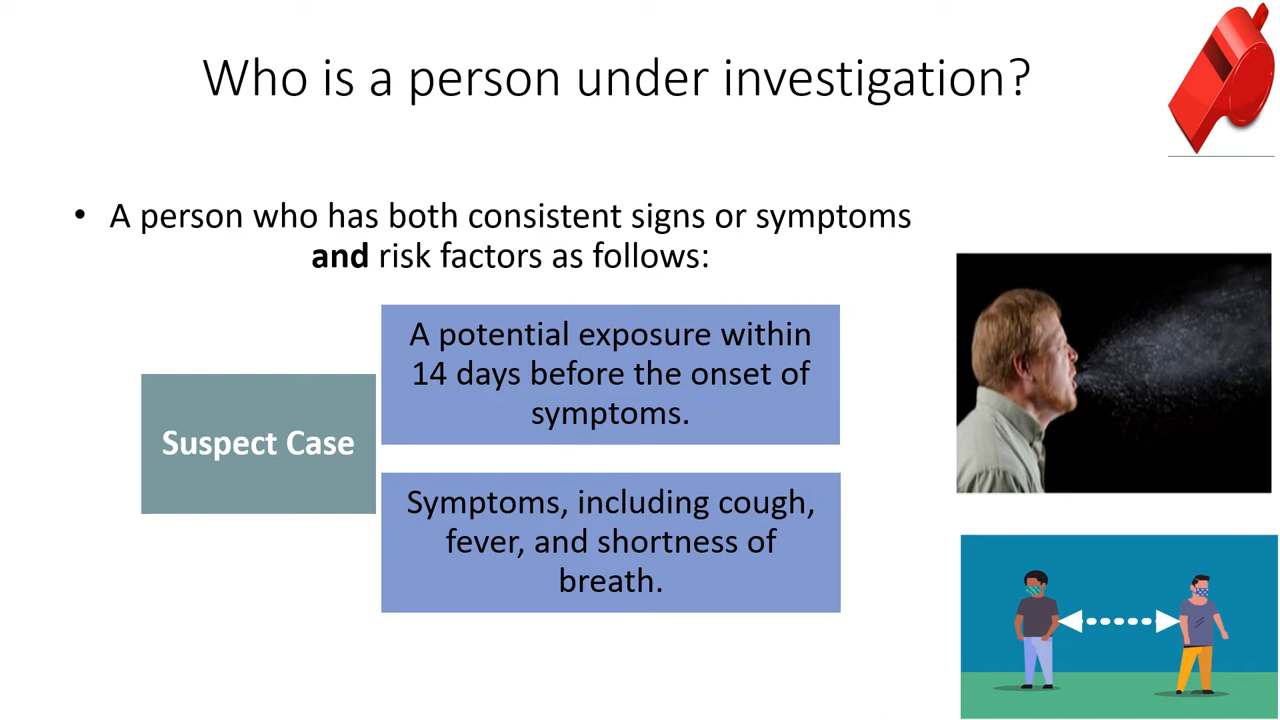 Who is a person under investigation?
• A person who has both consistent signs or symptoms
and risk factors as follows:
Suspect Case
A potential exposure within
14 days before the onset of
symptoms.
Symptoms, including cough,
fever, and shortness of
breath.